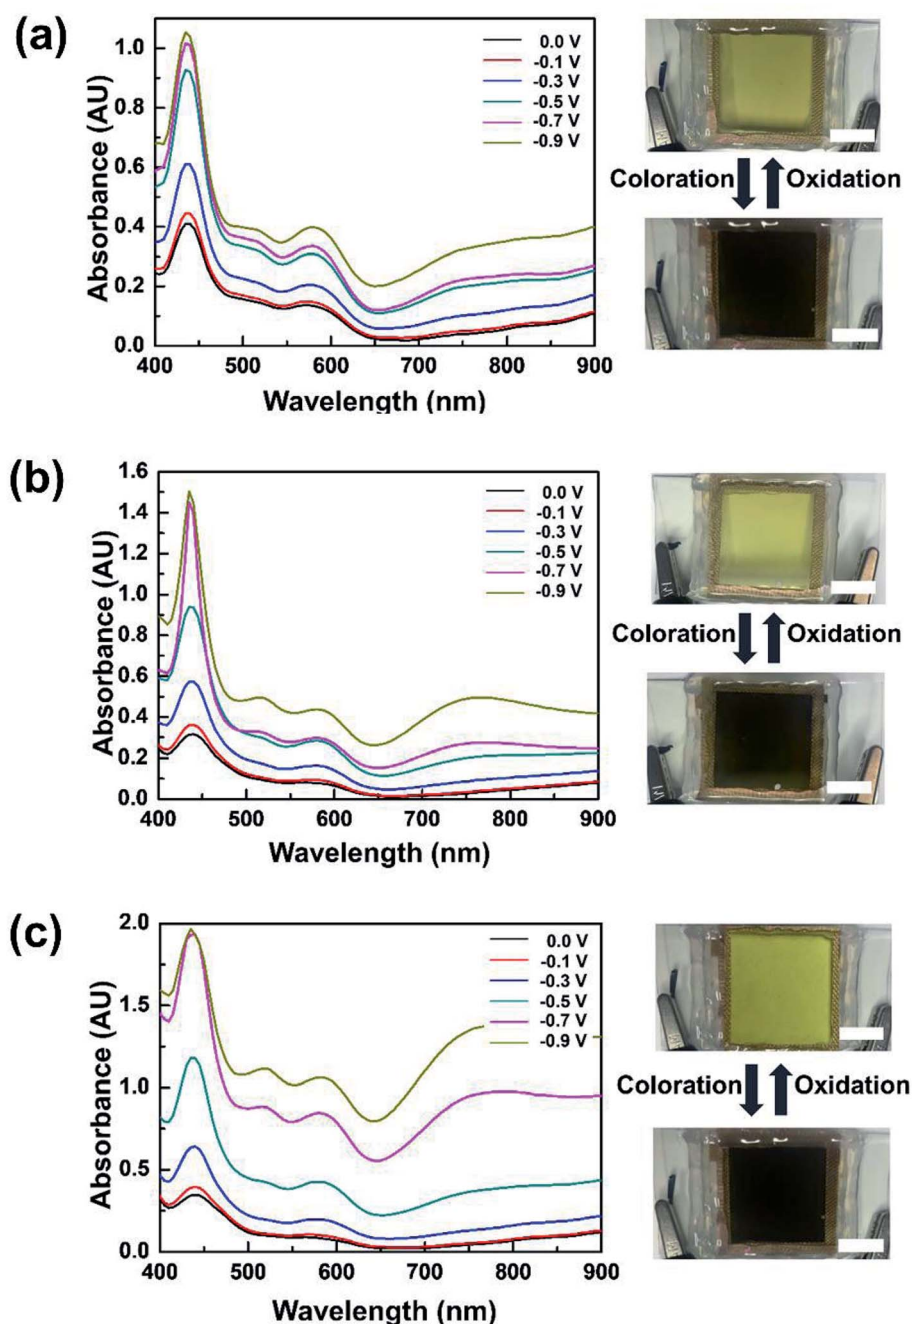 (a)
Absorbance (AU)
1.0
0.8
0.6
0.4
0.2
0.0
400 500 600 700 800 900
Wavelength (nm)
0.0 V
-0.1 V
-0.3 V
-0.5 V
-0.7 V
-0.9 V
Coloration Oxidation
(b)
Absorbance (AU)
1.6
1.4
1.2
1.0
0.8
0.6
0.4
0.2
0.0
400 500 600 700 800 900
Wavelength (nm)
0.0 V
-0.1 V
-0.3 V
-0.5 V
-0.7 V
-0.9 V
Coloration Oxidation
(c)
Absorbance (AU)
2.0
1.5
1.0
0.5
0.0
400 500 600 700 800 900
Wavelength (nm)
0.0 V
-0.1 V
-0.3 V
-0.5 V
-0.7 V
-0.9 V
Coloration Oxidation